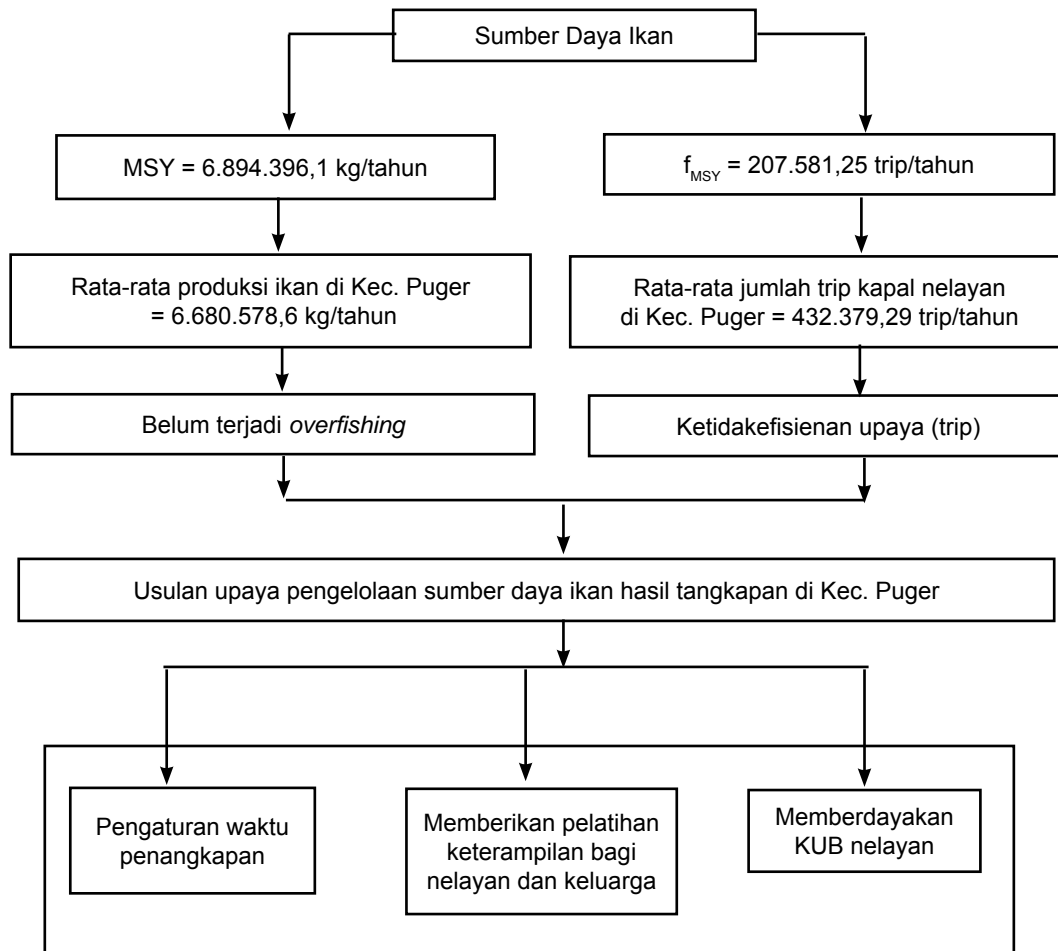 Sumber Daya Ikan
MSY = 6.894.396,1 kg/tahun
fMSY = 207.581,25 trip/tahun
Rata-rata produksi ikan di Kec. Puger
= 6.680.578,6 kg/tahun
Rata-rata jumlah trip kapal nelayan
di Kec. Puger = 432.379,29 trip/tahun
Belum terjadi overfishing
Ketidakefisienan upaya (trip)
Usulan upaya pengelolaan sumber daya ikan hasil tangkapan di Kec. Puger
Pengaturan waktu
penangkapan
Memberikan pelatihan
keterampilan bagi
nelayan dan keluarga
Memberdayakan
KUB nelayan